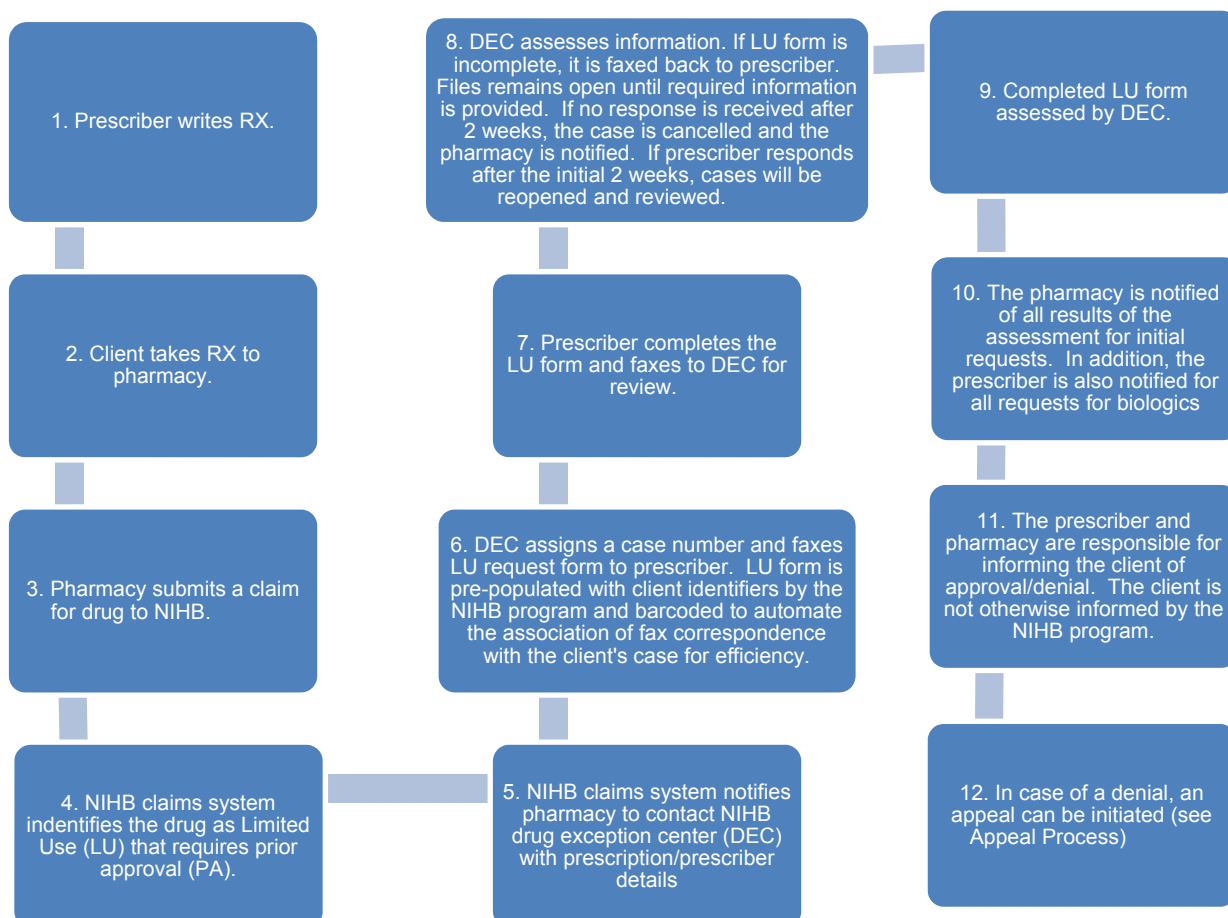 1. Prescriber writes RX.
2. Client takes RX to
pharmacy.
3. Pharmacy submits a claim
for drug to NIHB.
4. NIHB claims system
indentifies the drug as Limited
Use (LU) that requires prior
approval (PA).
5. NIHB claims system notifies
pharmacy to contact NIHB
drug exception center (DEC)
with prescription/prescriber
details
6. DEC assigns a case number and faxes
LU request form to prescriber. LU form is
pre-populated with client identifiers by the
NIHB program and barcoded to automate
the association of fax correspondence
with the client's case for efficiency.
7. Prescriber completes the
LU form and faxes to DEC for
review.
8. DEC assesses information. If LU form is
incomplete, it is faxed back to prescriber.
Files remains open until required information
is provided. If no response is received after
2 weeks, the case is cancelled and the
pharmacy is notified. If prescriber responds
after the initial 2 weeks, cases will be
reopened and reviewed.
9. Completed LU form
assessed by DEC.
10. The pharmacy is notified
of all results of the
assessment for initial
requests. In addition, the
prescriber is also notified for
all requests for biologics
11. The prescriber and
pharmacy are responsible for
informing the client of
approval/denial. The client is
not otherwise informed by the
NIHB program.
12. In case of a denial, an
appeal can be initiated (see
Appeal Process)